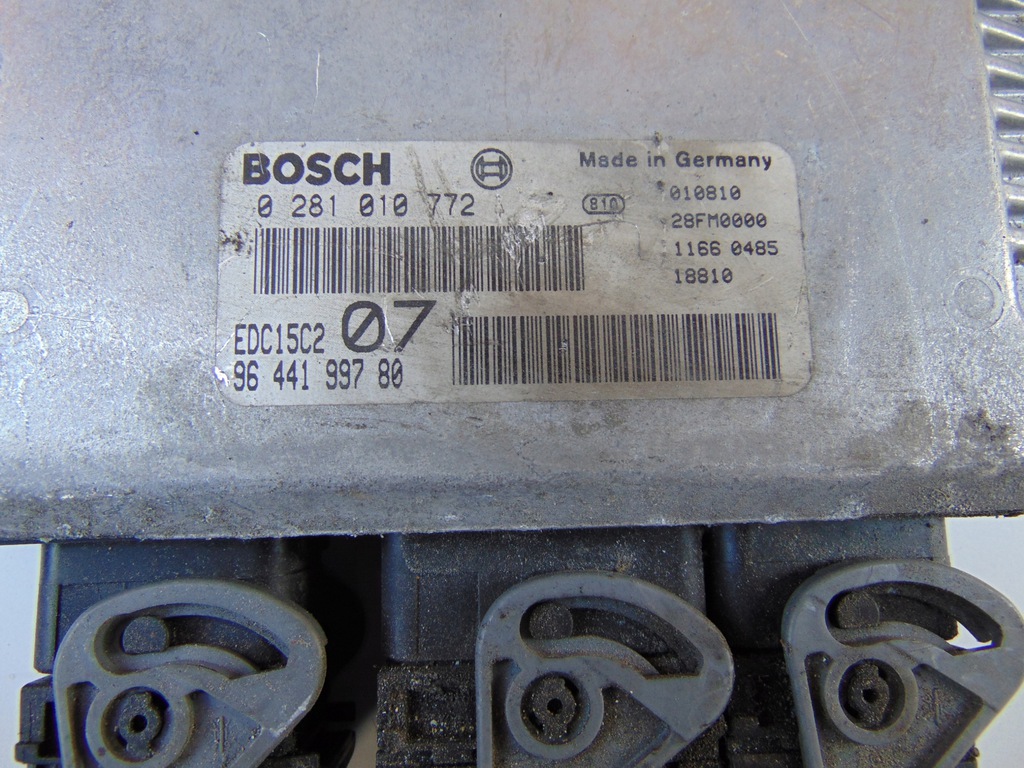 BOSCH
Made in Germany
0 281 010 772
810
010810
28FM0000
1166 0485
18810
EDC15C2 07
96 441 997 80